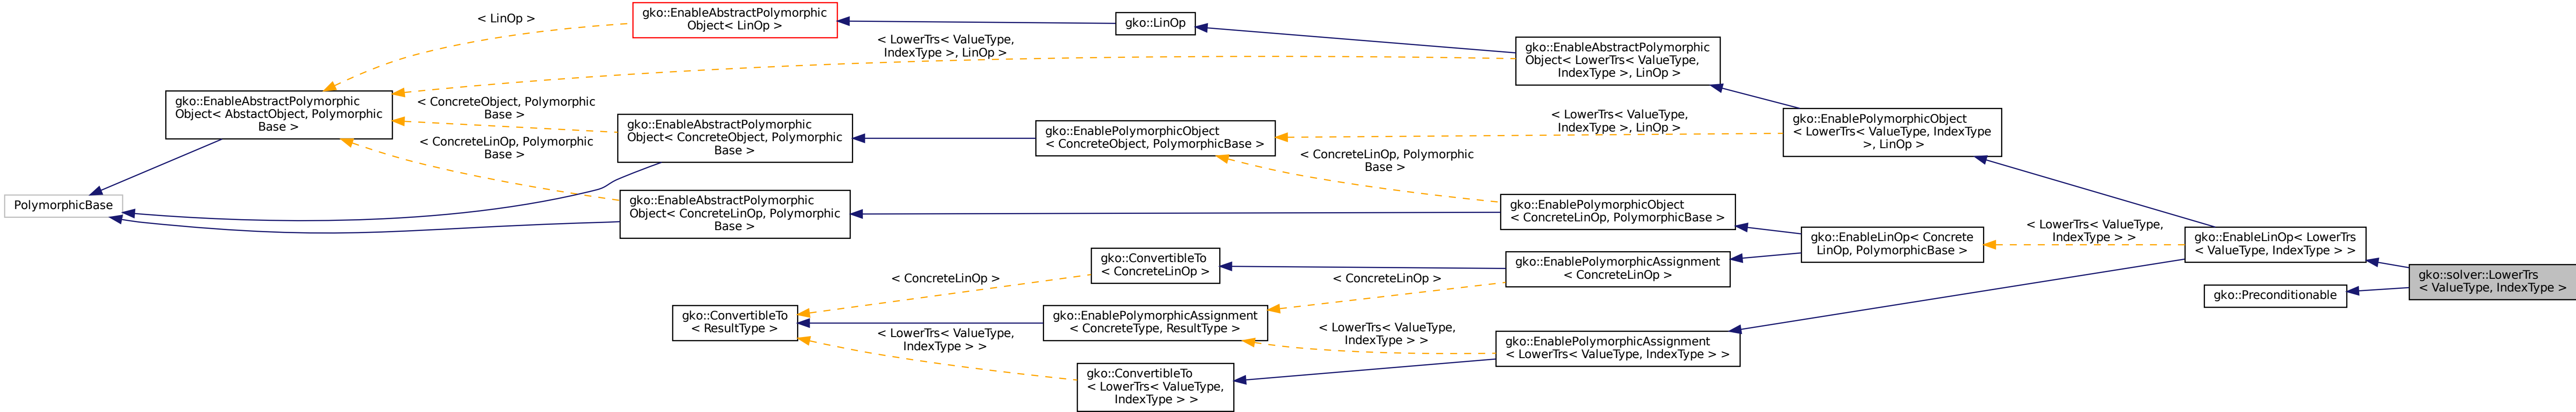 PolymorphicBase
gko::EnableAbstractPolymorphic
Object< AbstactObject, Polymorphic
Base >
< LinOp >
< ConcreteObject, Polymorphic
Base >
< ConcreteLinOp, Polymorphic
Base >
gko::EnableAbstractPolymorphic
Object< LinOp >
gko::EnableAbstractPolymorphic
Object< ConcreteObject, Polymorphic
Base >
gko::EnableAbstractPolymorphic
Object< ConcreteLinOp, Polymorphic
Base >
gko::ConvertibleTo
< ResultType >
< LowerTrs< ValueType,
IndexType >, LinOp >
< ConcreteLinOp >
< LowerTrs< ValueType,
IndexType > >
gko::LinOp
gko::EnablePolymorphicObject
< ConcreteObject, PolymorphicBase >
gko::ConvertibleTo
< ConcreteLinOp >
gko::EnablePolymorphicAssignment
< ConcreteType, ResultType >
gko::ConvertibleTo
< LowerTrs< ValueType,
IndexType > >
< ConcreteLinOp, Polymorphic
Base >
< ConcreteLinOp >
< LowerTrs< ValueType,
IndexType > >
gko::EnableAbstractPolymorphic
Object< LowerTrs< ValueType,
IndexType >, LinOp >
< LowerTrs< ValueType,
IndexType >, LinOp >
gko::EnablePolymorphicObject
< ConcreteLinOp, PolymorphicBase >
gko::EnablePolymorphicAssignment
< ConcreteLinOp >
gko::EnablePolymorphicAssignment
< LowerTrs< ValueType, IndexType > >
gko::EnablePolymorphicObject
< LowerTrs< ValueType, IndexType
>, LinOp >
gko::EnableLinOp< Concrete
LinOp, PolymorphicBase >
< LowerTrs< ValueType,
IndexType > >
gko::EnableLinOp< LowerTrs
< ValueType, IndexType > >
gko::Preconditionable
gko::solver::LowerTrs
< ValueType, IndexType >